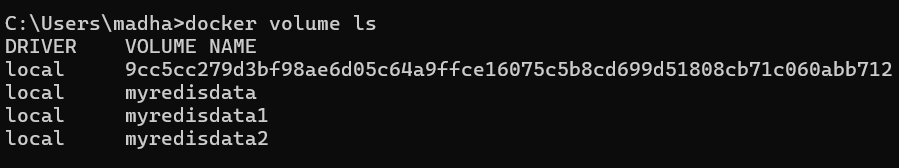 C:\Users\madha>docker volume ls
DRIVER    VOLUME NAME
local     9cc5cc279d3bf98ae6d05c64a9ffce16075c5b8cd699d51808cb71c060abb712
local     myredisdata
local     myredisdata1
local     myredisdata2